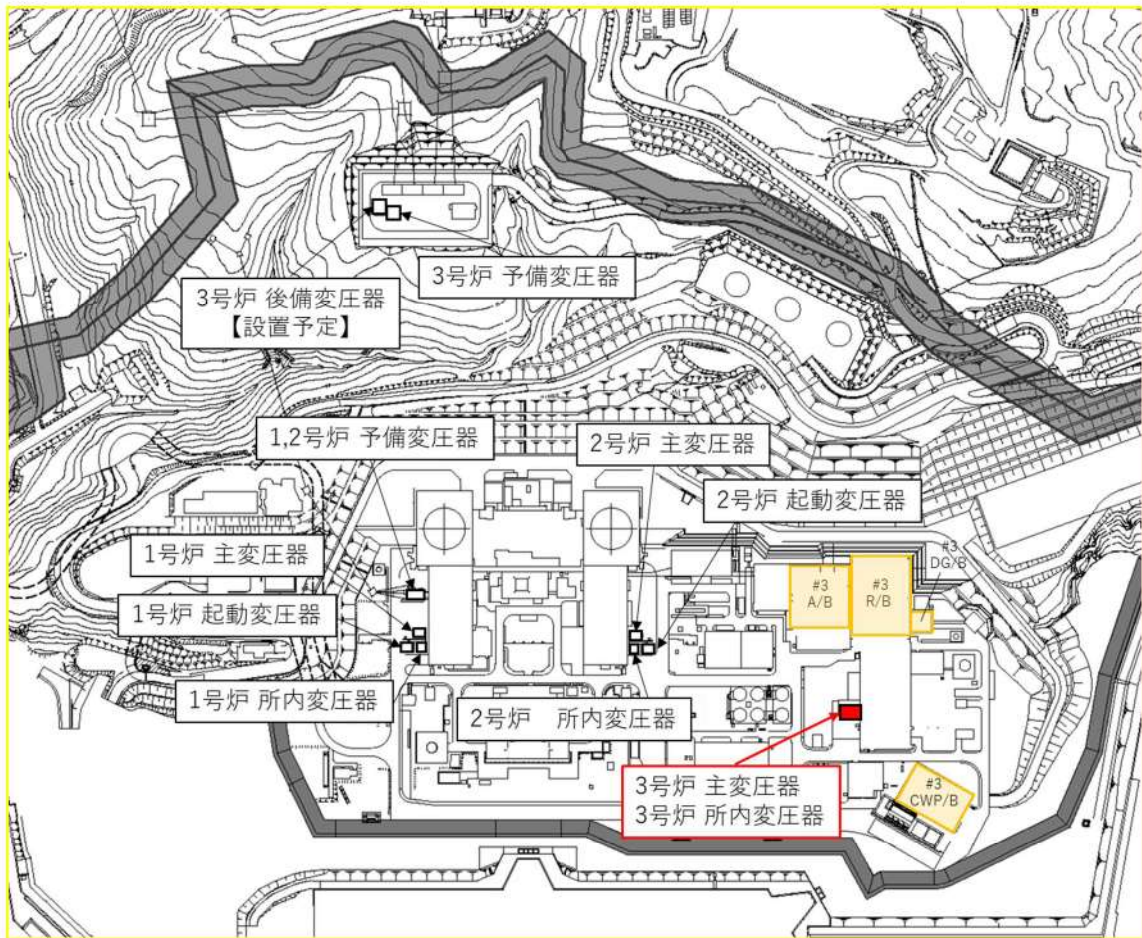 3号炉 予備変圧器
3号炉 後備変圧器
【設置予定】
1,2号炉 予備変圧器
2号炉 主変圧器
2号炉 起動変圧器
1号炉 主変圧器
#3
DG/B
#3
A/B
#3
R/B
1号炉 起動変圧器
1号炉 所内変圧器
2号炉 所内変圧器
3号炉 主変圧器
3号炉 所内変圧器
#3
CWP/B